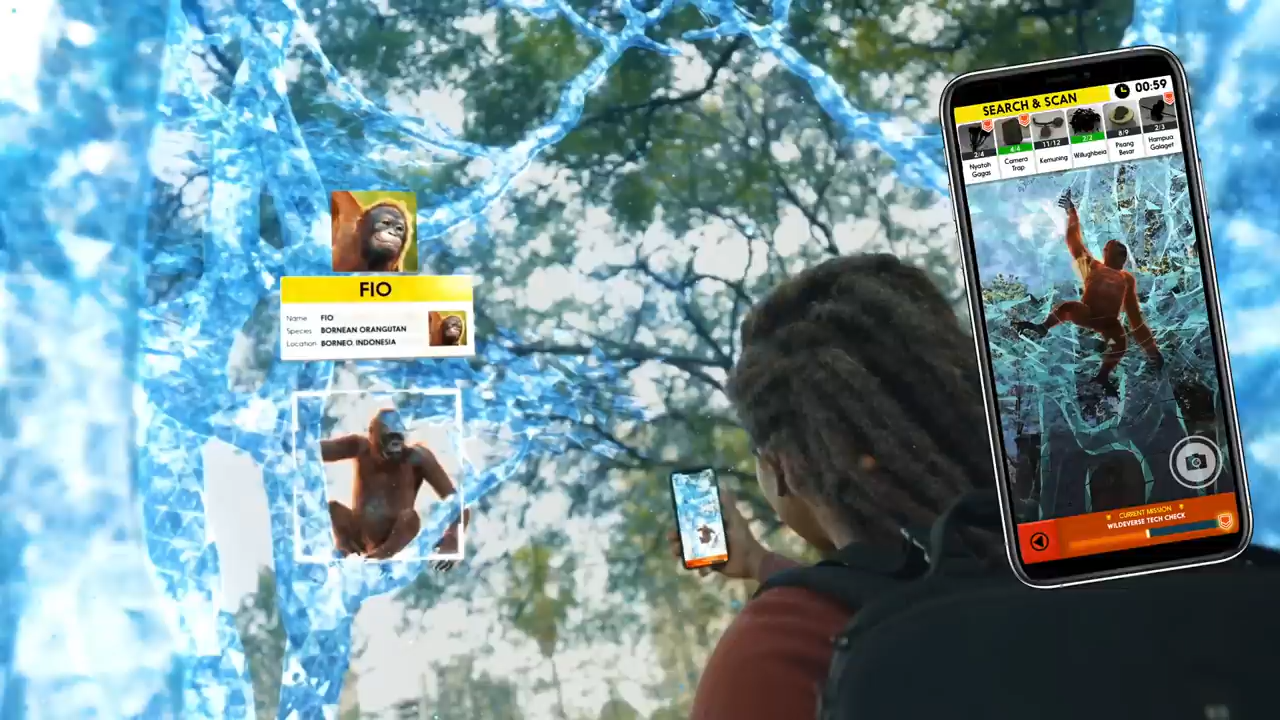 FIO
Name FIO
Species BORNEAN ORANGUTAN
Location BORNEO, INDONESIA
SEARCH & SCAN
00:59
2/4 4/4 11/12 2/2 8/9 2/3
Nyatoh Gagas
Camera Trap
Kemuning
Willughbeia
Pisang Besar
Hampua Galaget
CURRENT MISSION
WILDEVERSE TECH CHECK